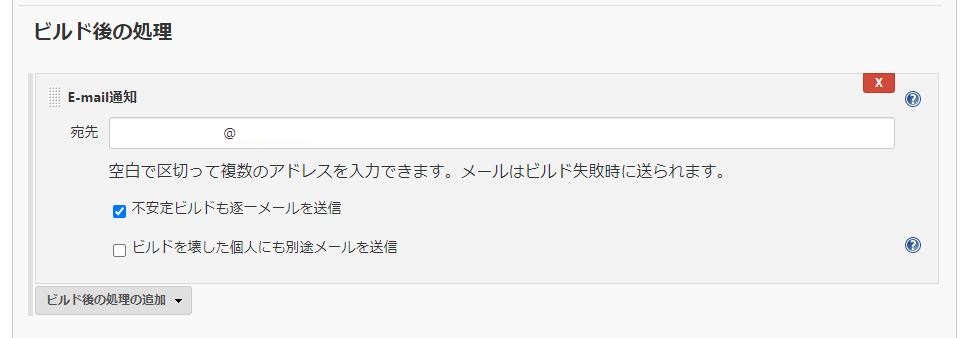 ビルド後の処理
X
E-mail通知
?
宛先
@
空白で区切って複数のアドレスを入力できます。メールはビルド失敗時に送られます。
不安定ビルドも逐一メールを送信
ビルドを壊した個人にも別途メールを送信
?
ビルド後の処理の追加